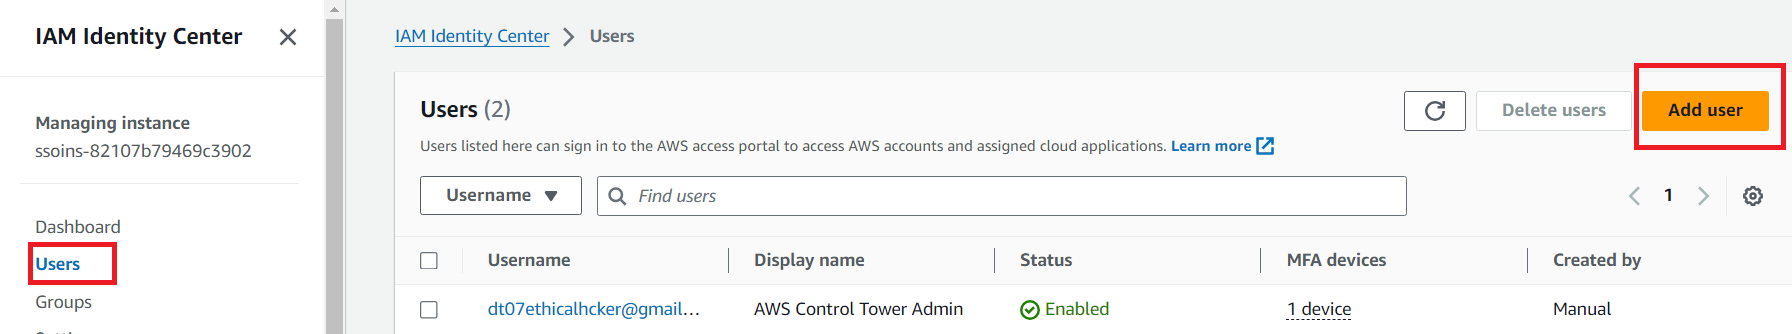 IAM Identity Center
Managing instance
ssoins-82107b79469c3902
Dashboard
Users
Groups
IAM Identity Center > Users
Users (2)
Delete users
Add user
Users listed here can sign in to the AWS access portal to access AWS accounts and assigned cloud applications. Learn more
Username
Find users
1
Username Display name Status MFA devices Created by
dt07ethicalhcker@gmail... AWS Control Tower Admin Enabled 1 device Manual